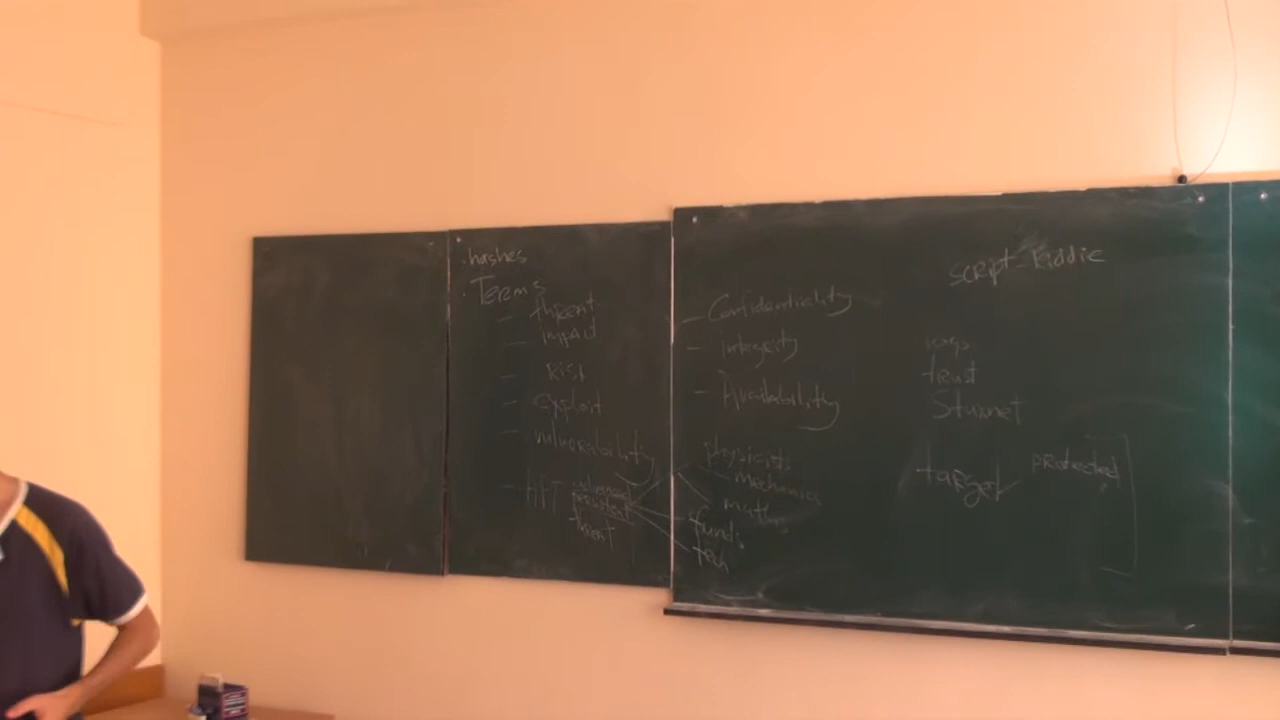 . hashes
. Terms
- threat
- impact
- Risk
- exploit
- vulnerability
- APT advanced
persistent
threat
- Confidentiality
- integrity
- Availability
physicists
mechanics
math
funds
tech
script-kiddie
trust
Stuxnet
target
protected